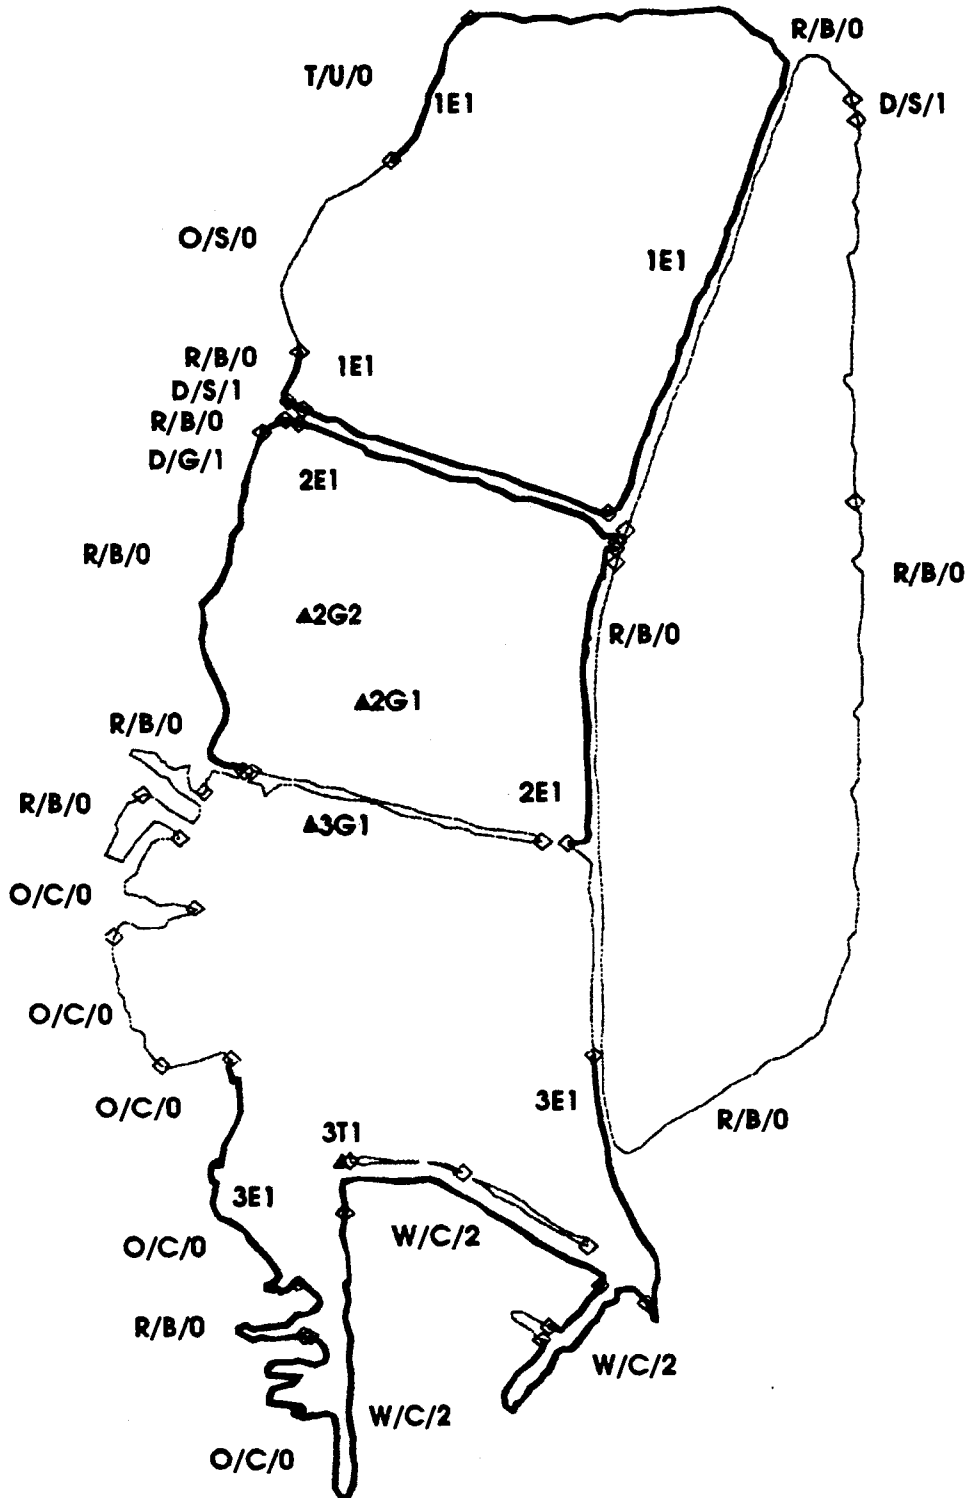 R/B/0
T/U/0
1E1
D/S/1
O/S/0
1E1
R/B/0
1E1
D/S/1
R/B/0
D/G/1
2E1
R/B/0
R/B/0
▲2G2
R/B/0
▲2G1
R/B/0
2E1
R/B/0
▲3G1
O/C/0
O/C/0
3E1
O/C/0
R/B/0
3T1
3E1
W/C/2
O/C/0
R/B/0
W/C/2
W/C/2
O/C/0